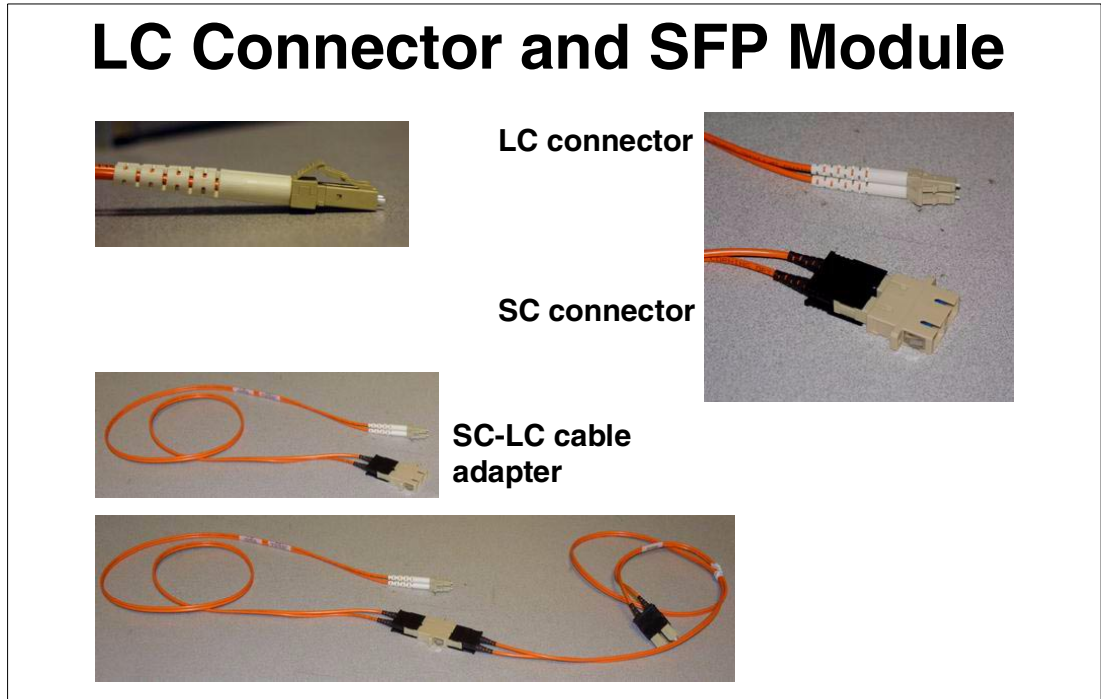 LC Connector and SFP Module
LC connector
SC connector
SC-LC cable
adapter